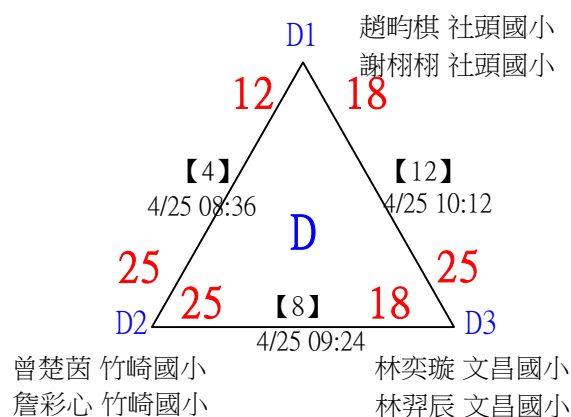 D1
趙畇棋 社頭國小
謝栩栩 社頭國小
12
18
【4】
4/25 08:36
【12】
4/25 10:12
D
25
25
25
【8】
18
4/25 09:24
D2
D3
曾楚茵 竹崎國小
詹彩心 竹崎國小
林奕璇 文昌國小
林羿辰 文昌國小